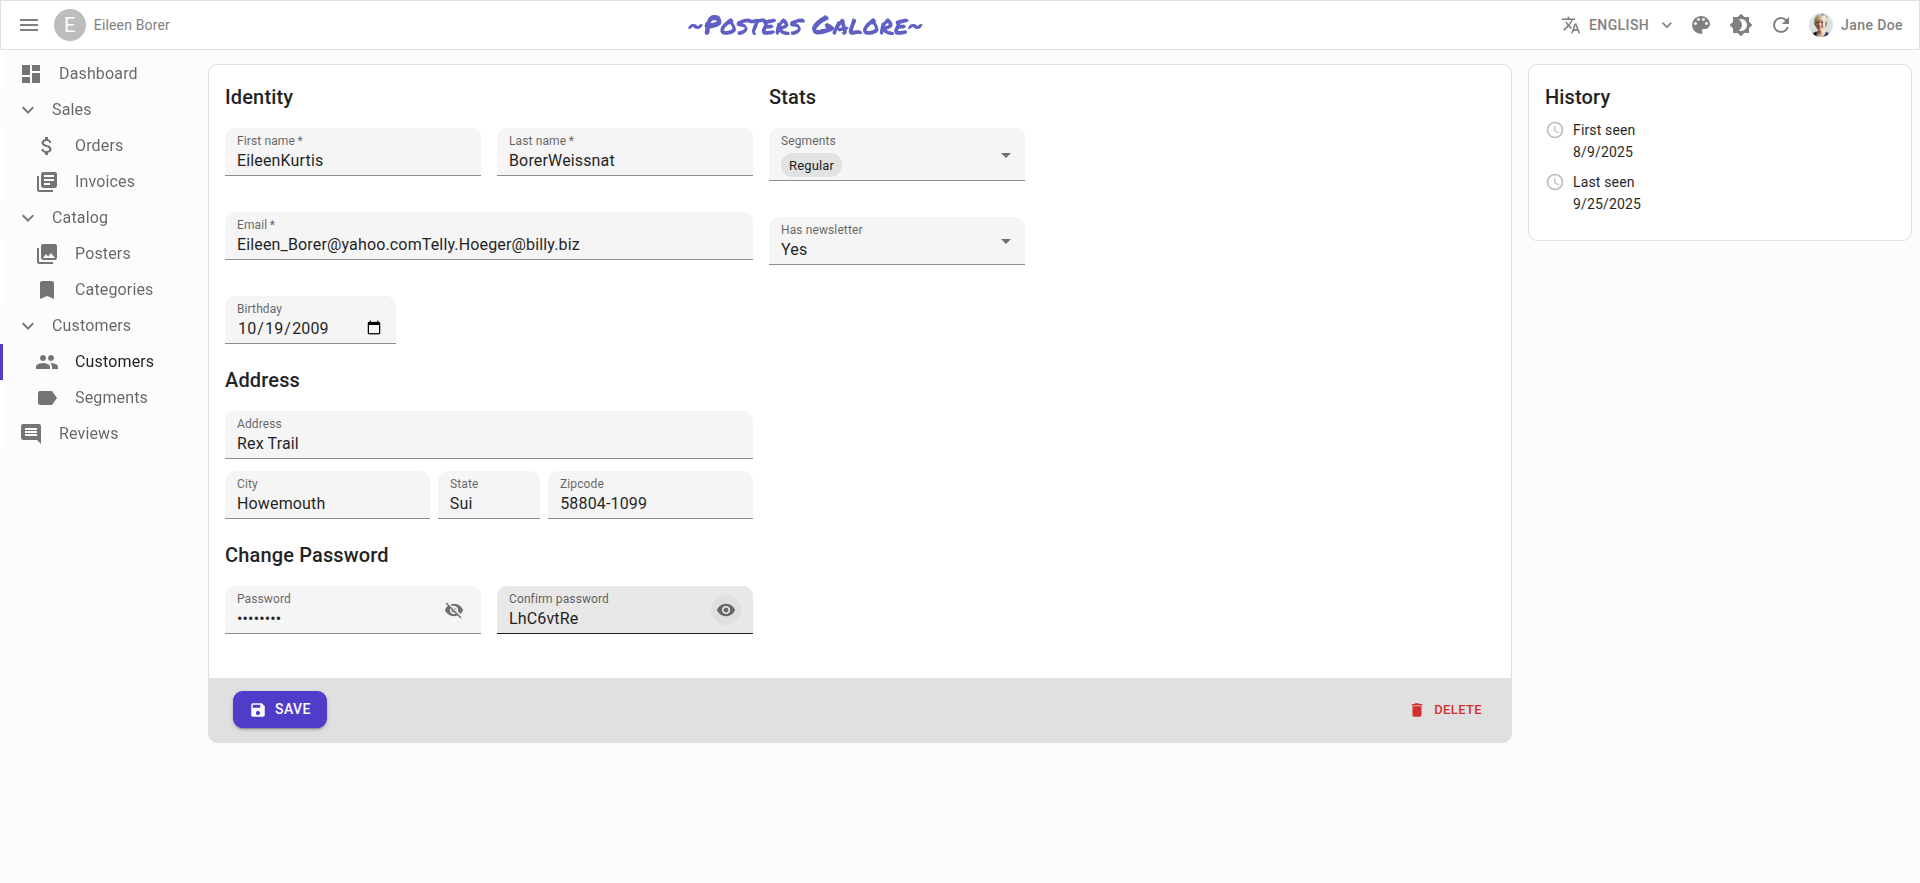 E Eileen Borer
~Posters Galore~
ENGLISH
Jane Doe
Dashboard
Sales
Orders
Invoices
Catalog
Posters
Categories
Customers
Customers
Segments
Reviews
Identity
First name *
EileenKurtis
Last name *
BorerWeissnat
Email *
Eileen_Borer@yahoo.comTelly.Hoeger@billy.biz
Birthday
10/19/2009
Address
Address
Rex Trail
City
Howemouth
State
Sui
Zipcode
58804-1099
Change Password
Password
••••••••
Confirm password
LhC6vtRe
Stats
Segments
Regular
Has newsletter
Yes
SAVE
DELETE
History
First seen
8/9/2025
Last seen
9/25/2025